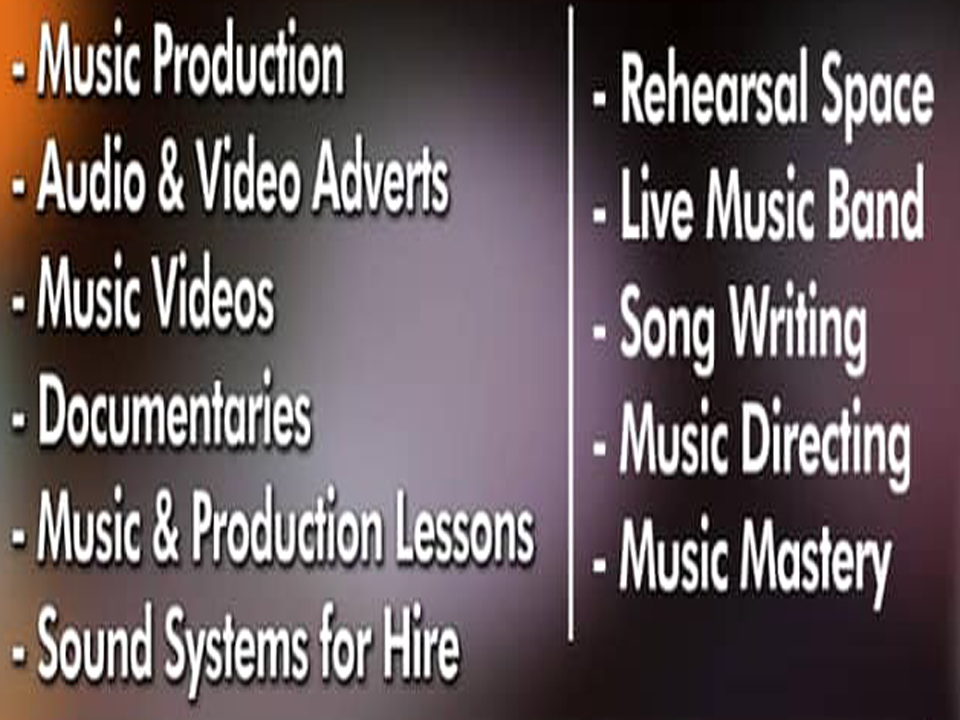 - Music Production
- Audio & Video Adverts
- Music Videos
- Documentaries
- Music & Production Lessons
- Sound Systems for Hire
- Rehearsal Space
- Live Music Band
- Song Writing
- Music Directing
- Music Mastery